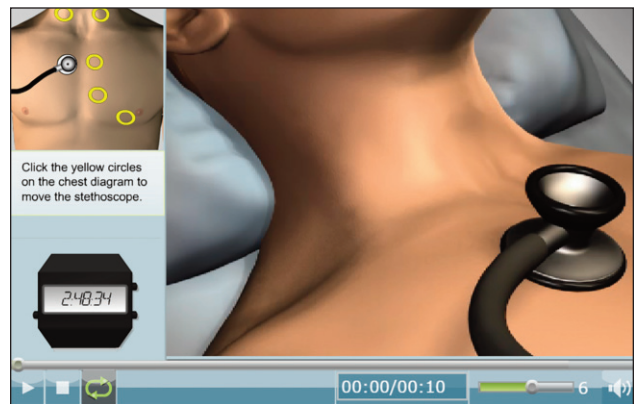 Click the yellow circles
on the chest diagram to
move the stethoscope.
2:48:34
00:00/00:10
6